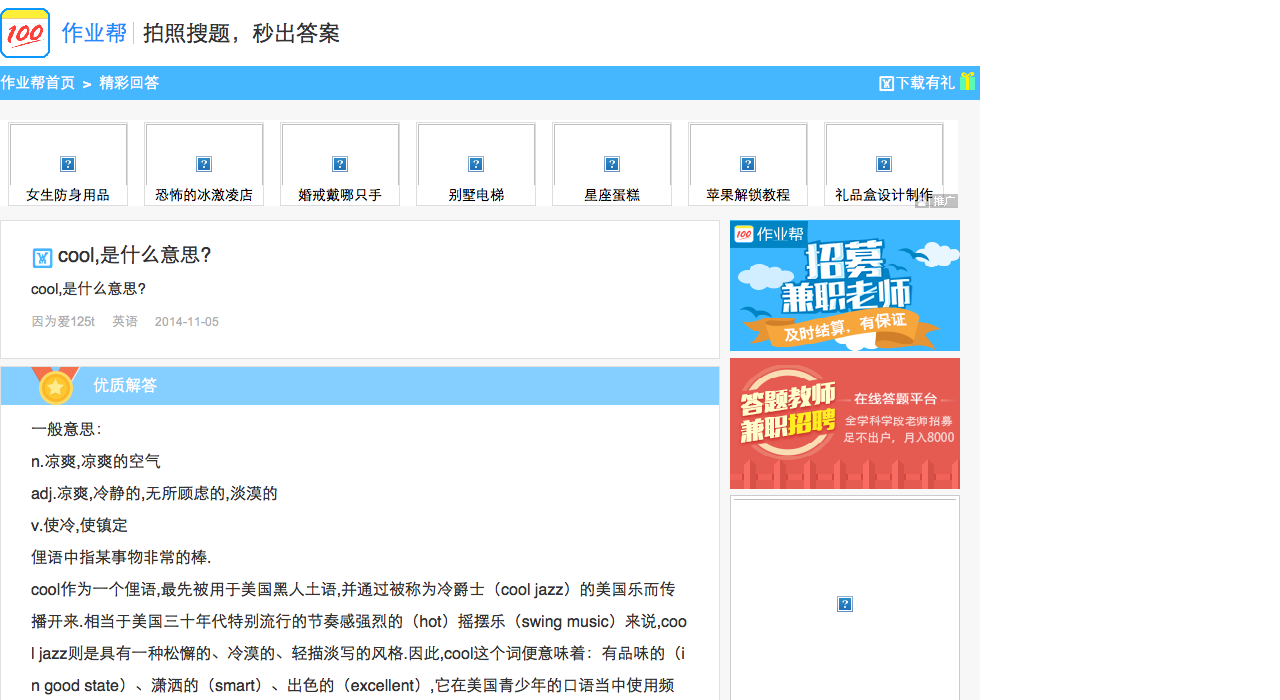 100 作业帮 拍照搜题，秒出答案
作业帮首页 > 精彩回答 下载有礼
女生防身用品 恐怖的冰激凌店 婚戒戴哪只手 别墅电梯 星座蛋糕 苹果解锁教程 礼品盒设计制作
推广
cool,是什么意思?
cool,是什么意思?
因为爱125t 英语 2014-11-05
优质解答
一般意思：
n.凉爽,凉爽的空气
adj.凉爽,冷静的,无所顾虑的,淡漠的
v.使冷,使镇定
俚语中指某事物非常的棒.
cool作为一个俚语,最先被用于美国黑人土语,并通过被称为冷爵士（cool jazz）的美国乐而传
播开来.相当于美国三十年代特别流行的节奏感强烈的（hot）摇摆乐（swing music）来说,coo
l jazz则是具有一种松懈的、冷漠的、轻描淡写的风格.因此,cool这个词便意味着：有品味的（i
n good state）、潇洒的（smart）、出色的（excellent）,它在美国青少年的口语当中使用频
100 作业帮
招募
兼职老师
及时结算，有保证
答题教师
兼职招聘
在线答题平台
全学科学段老师招募
足不出户，月入8000